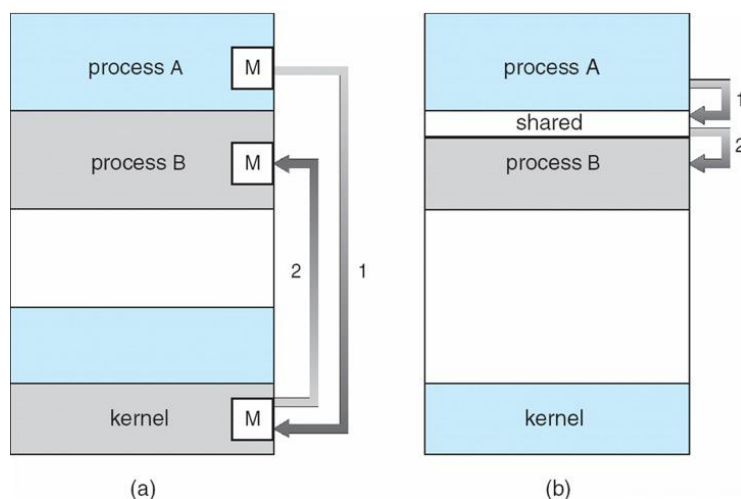 process A
M
process B
M
2
1
kernel
M
(a)
process A
1
shared
2
process B
kernel
(b)